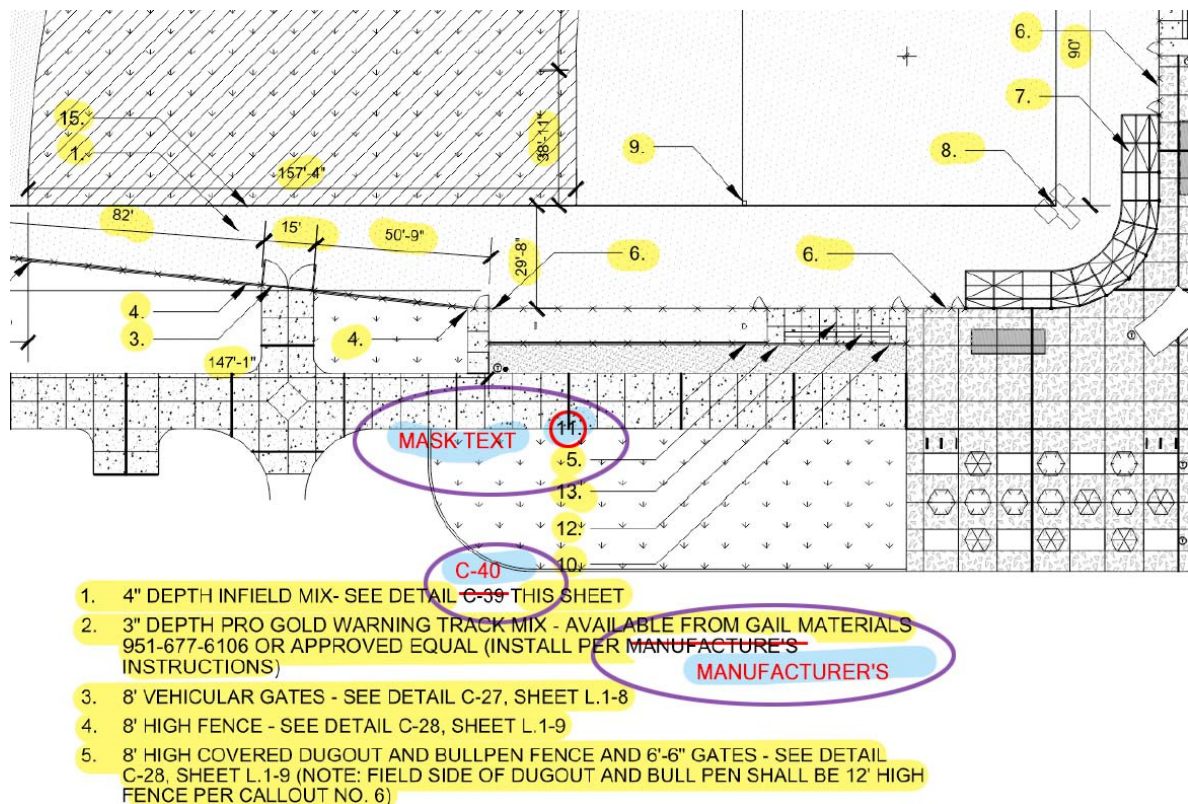 6.
90'
7.
15.
1.
38'-11"
9.
8.
157'-4"
82'
15'
50'-9"
29'-8"
6.
6.
4.
3.
4.
147'-1"
MASK TEXT
11.
5.
13.
12.
10.
C-40
1. 4" DEPTH INFIELD MIX- SEE DETAIL C-39 THIS SHEET
2. 3" DEPTH PRO GOLD WARNING TRACK MIX - AVAILABLE FROM GAIL MATERIALS
951-677-6106 OR APPROVED EQUAL (INSTALL PER MANUFACTURE'S
INSTRUCTIONS)
MANUFACTURER'S
3. 8' VEHICULAR GATES - SEE DETAIL C-27, SHEET L.1-8
4. 8' HIGH FENCE - SEE DETAIL C-28, SHEET L.1-9
5. 8' HIGH COVERED DUGOUT AND BULLPEN FENCE AND 6'-6" GATES - SEE DETAIL
C-28, SHEET L.1-9 (NOTE: FIELD SIDE OF DUGOUT AND BULL PEN SHALL BE 12' HIGH
FENCE PER CALLOUT NO. 6)